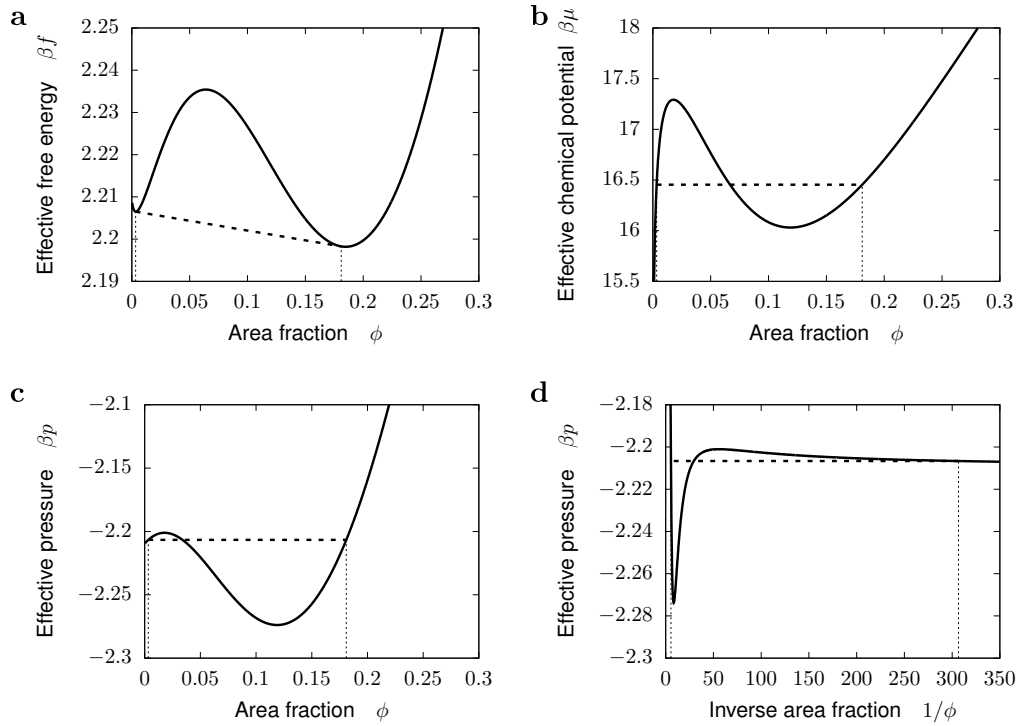 a
Effective free energy βf
2.25
2.24
2.23
2.22
2.21
2.2
2.19
0 0.05 0.1 0.15 0.2 0.25 0.3
Area fraction ϕ
b
Effective chemical potential βμ
18
17.5
17
16.5
16
15.5
0 0.05 0.1 0.15 0.2 0.25 0.3
Area fraction ϕ
c
Effective pressure βp
−2.1
−2.15
−2.2
−2.25
−2.3
0 0.05 0.1 0.15 0.2 0.25 0.3
Area fraction ϕ
d
Effective pressure βp
−2.18
−2.2
−2.22
−2.24
−2.26
−2.28
−2.3
0 50 100 150 200 250 300 350
Inverse area fraction 1/ϕ